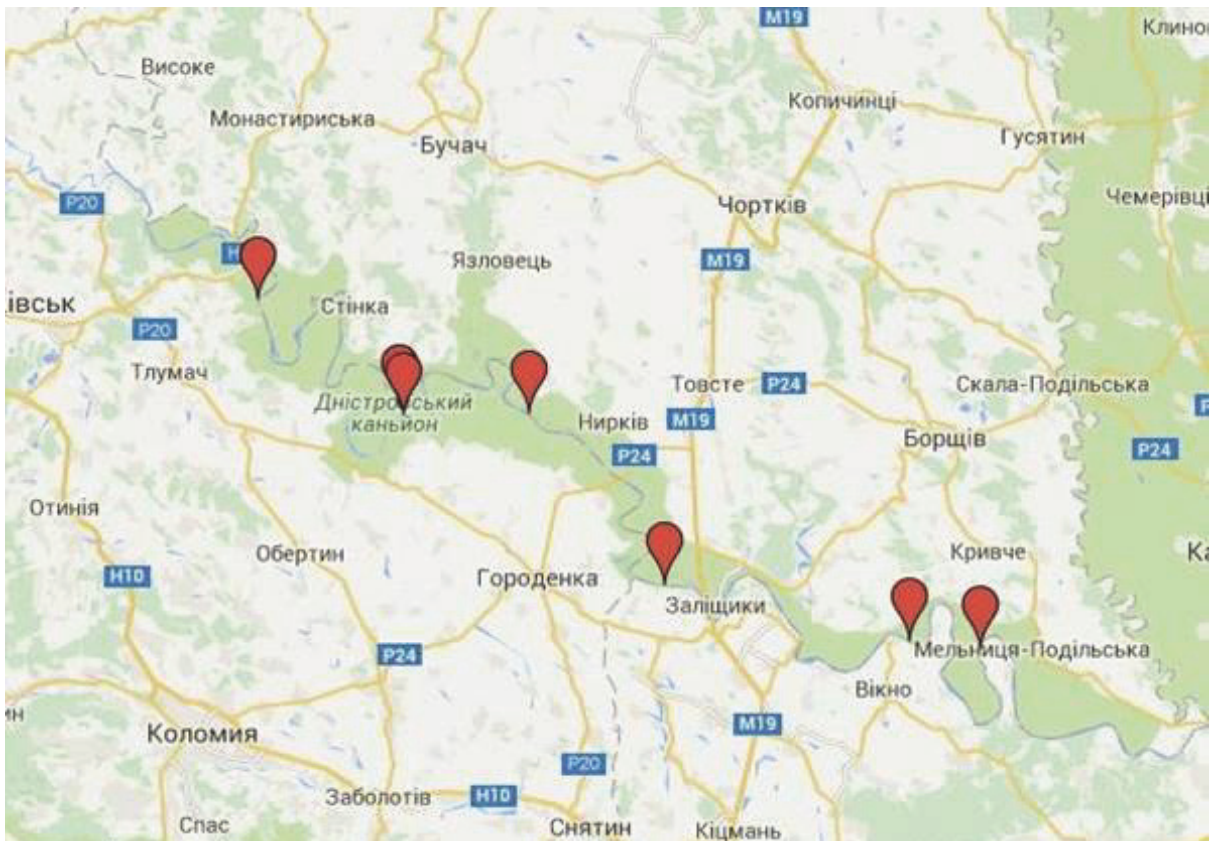 M19
Клинов
Високе
Копичинці
Монастириська
Гусятин
Бучач
P20
Чемерівці
Чортків
H
Язловець
M19
івськ
Стінка
P20
Тлумач
Товсте
P24
Скала-Подільська
Дністровський
каньйон
Нирків
M19
Борщів
P24
P24
Отинія
Обертин
Кривче
Ка
H10
Городенка
Заліщики
P24
Мельниця-Подільська
Вікно
ин
Коломия
M19
P20
Заболотів
H10
Спас
Снятин
Кіцмань